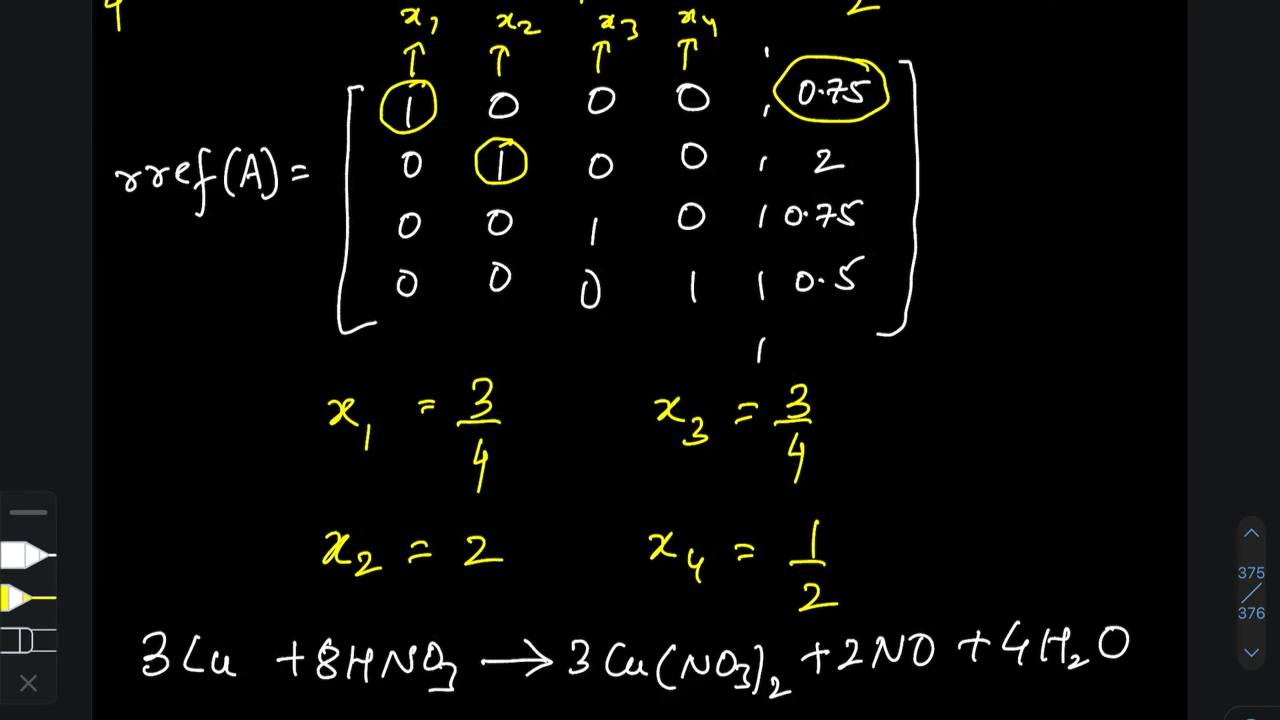 x₁ x₂ x₃ x₄
↑ ↑ ↑ ↑
1 0 0 0 | 0.75
rref(A) = 0 1 0 0 | 2
0 0 1 0 | 0.75
0 0 0 1 | 0.5
x₁ = 3/4 x₃ = 3/4
x₂ = 2 x₄ = 1/2
3Cu + 8HNO₃ → 3Cu(NO₃)₂ + 2NO + 4H₂O
375
/
376